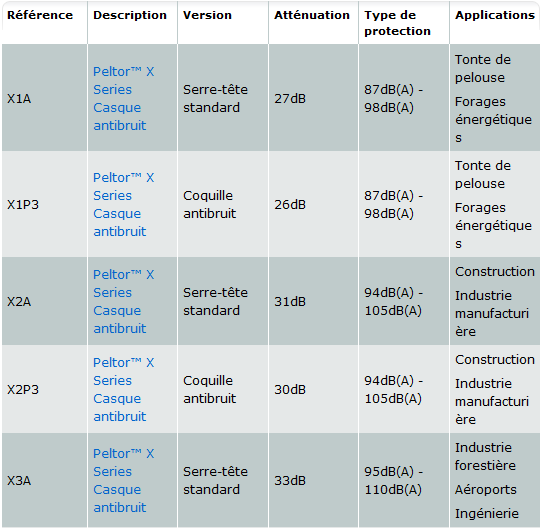 Référence Description Version Atténuation Type de protection Applications
X1A
Peltor™ X
Series
Casque
antibruit
Serre-tête
standard
27dB
87dB(A) -
98dB(A)
Tonte de
pelouse
Forages
énergétique
s
X1P3
Peltor™ X
Series
Casque
antibruit
Coquille
antibruit
26dB
87dB(A) -
98dB(A)
Tonte de
pelouse
Forages
énergétique
s
X2A
Peltor™ X
Series
Casque
antibruit
Serre-tête
standard
31dB
94dB(A) -
105dB(A)
Construction
Industrie
manufacturi
ère
X2P3
Peltor™ X
Series
Casque
antibruit
Coquille
antibruit
30dB
94dB(A) -
105dB(A)
Construction
Industrie
manufacturi
ère
X3A
Peltor™ X
Series
Casque
antibruit
Serre-tête
standard
33dB
95dB(A) -
110dB(A)
Industrie
forestière
Aéroports
Ingénierie